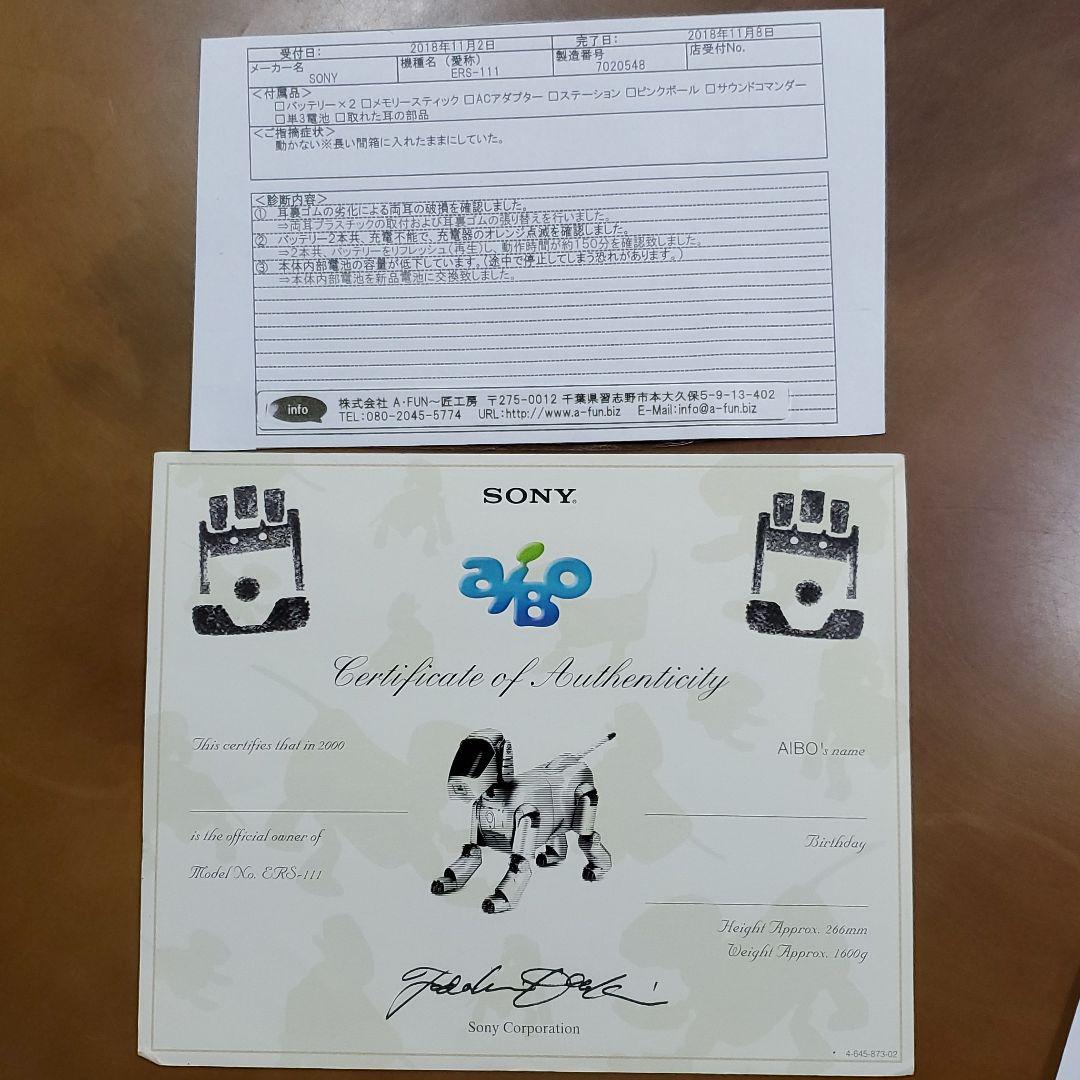 受付日: 2018年11月2日 完了日: 2018年11月8日
メーカー名 SONY 機種名（愛称） ERS-111 製造番号 7020548 店受付No.
＜付属品＞
□バッテリー×2 □メモリースティック □ACアダプター □ステーション □ピンクボール □サウンドコマンダー
□単3電池 □取れた耳の部品
＜ご指摘症状＞
動かない※長い間箱に入れたままにしていた。
＜診断内容＞
① 耳裏ゴムの劣化による両耳の破損を確認しました。
⇒両耳プラスチックの取付および耳裏ゴムの張り替えを行いました。
② バッテリー2本共、充電不能で、充電器のオレンジ点滅を確認しました。
⇒2本共、バッテリーをリフレッシュ(再生)し、動作時間が約150分を確認致しました。
③ 本体内部電池の容量が低下しています。(途中で停止してしまう恐れがあります。)
⇒本体内部電池を新品電池に交換致しました。
info
株式会社 A・FUN～匠工房 〒275-0012 千葉県習志野市本大久保5-9-13-402
TEL:080-2045-5774 URL:http://www.a-fun.biz E-Mail:info@a-fun.biz
SONY®
aiBo
Certificate of Authenticity
This certifies that in 2000
AIBO's name
is the official owner of
Birthday
Model No. ERS-111
Height Approx. 266mm
Weight Approx. 1600g
Sony Corporation
4-645-873-02